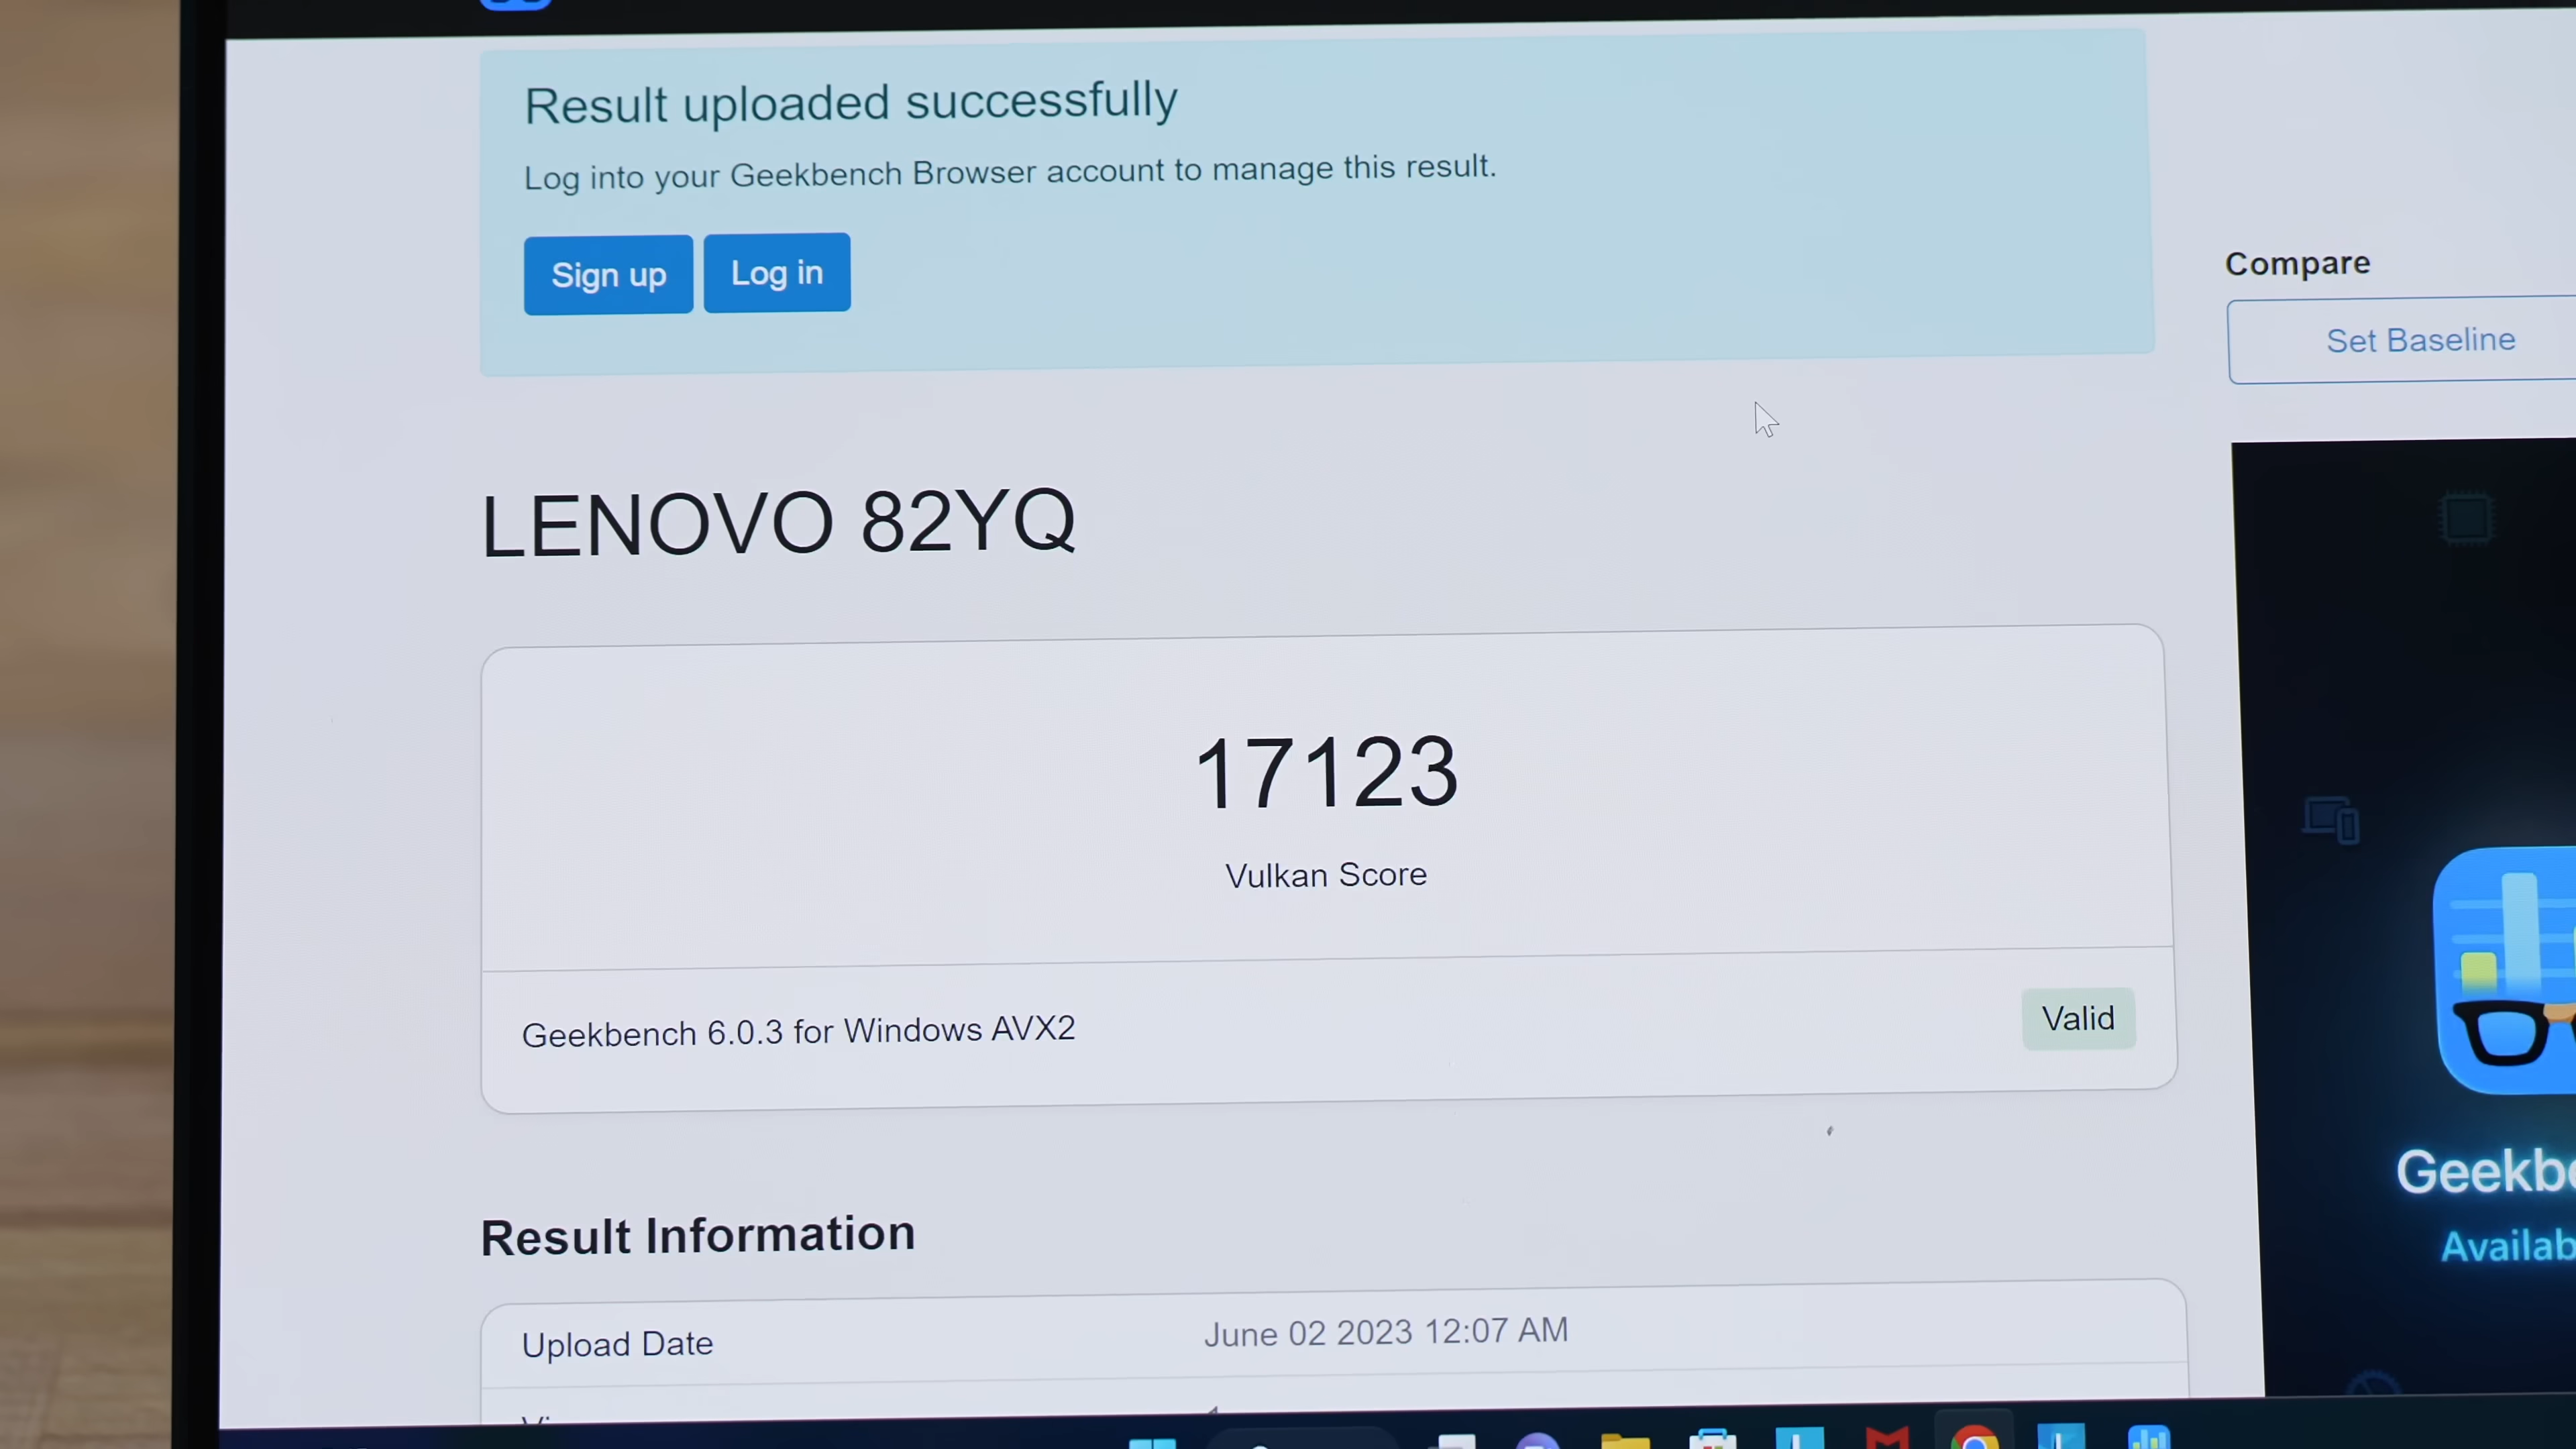 Result uploaded successfully
Log into your Geekbench Browser account to manage this result.
Sign up Log in
Compare
Set Baseline
LENOVO 82YQ
17123
Vulkan Score
Geekbench 6.0.3 for Windows AVX2 Valid
Result Information
Upload Date June 02 2023 12:07 AM